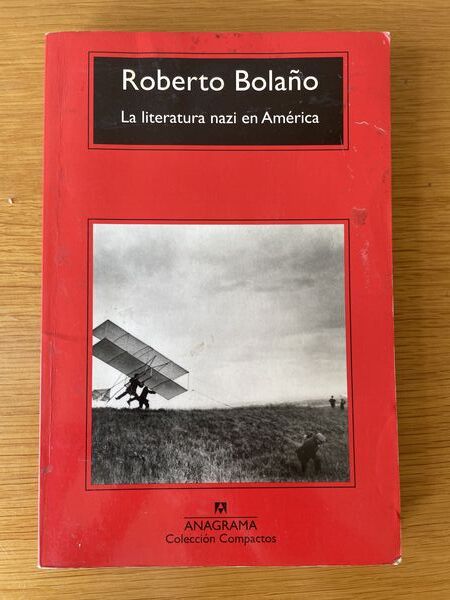 Roberto Bolaño
La literatura nazi en América
ANAGRAMA
Colección Compactos